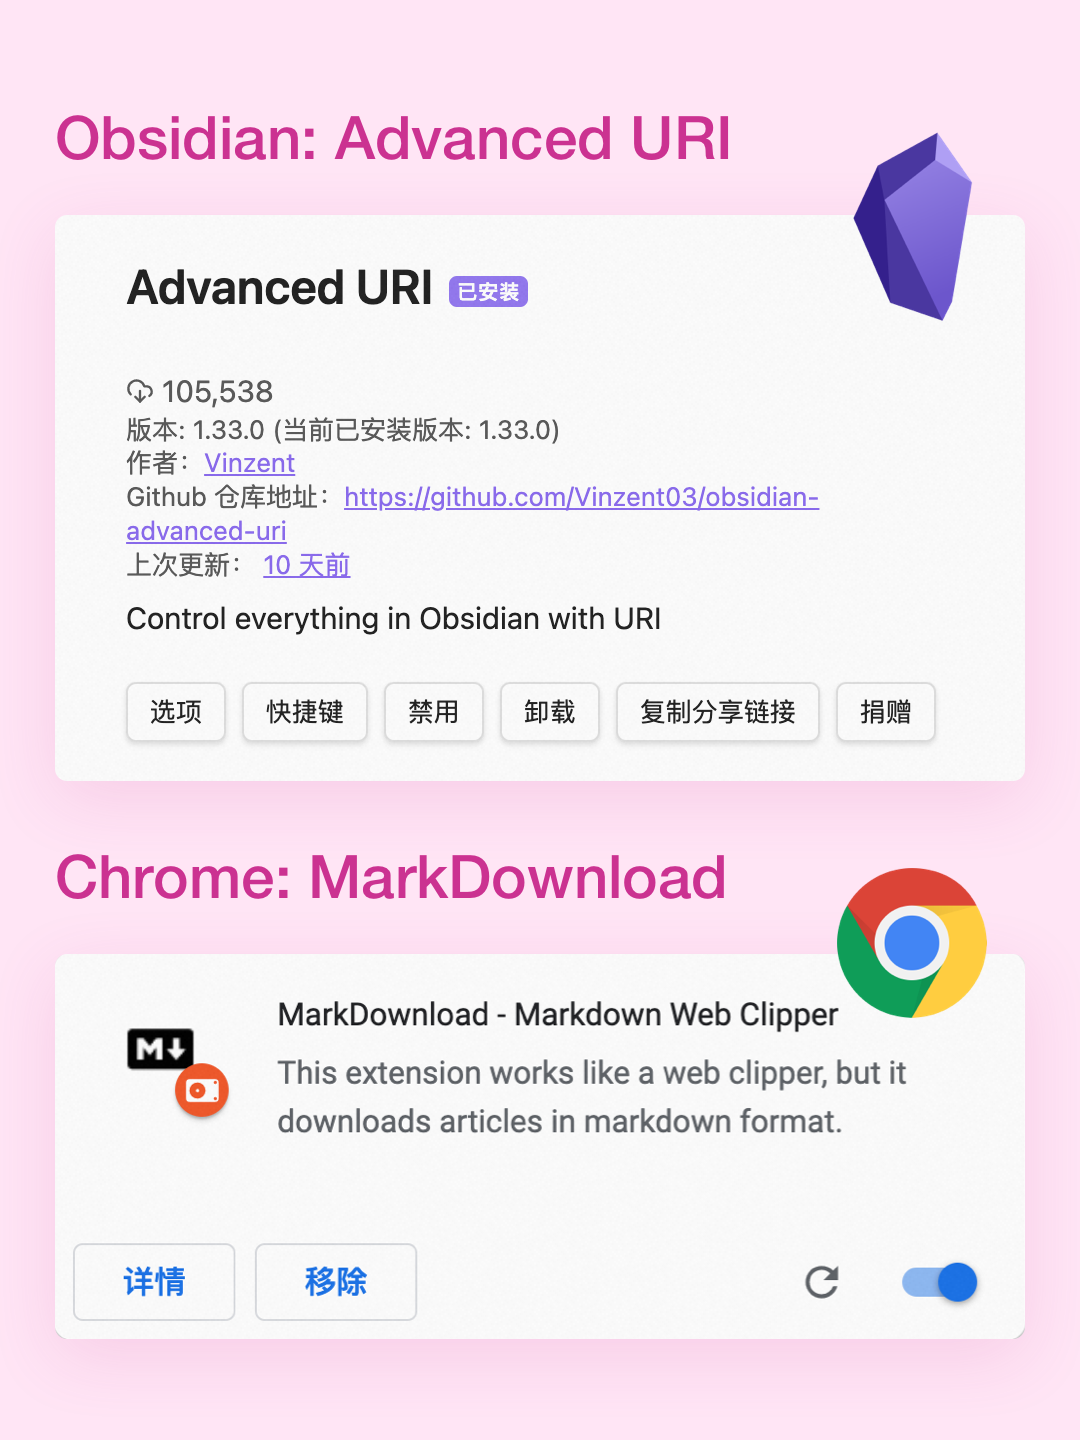 Obsidian: Advanced URI
Advanced URI 已安装
105,538
版本: 1.33.0 (当前已安装版本: 1.33.0)
作者： Vinzent
Github 仓库地址： https://github.com/Vinzent03/obsidian-
advanced-uri
上次更新： 10 天前
Control everything in Obsidian with URI
选项 快捷键 禁用 卸载 复制分享链接 捐赠
Chrome: MarkDownload
MarkDownload - Markdown Web Clipper
M
This extension works like a web clipper, but it
downloads articles in markdown format.
详情 移除